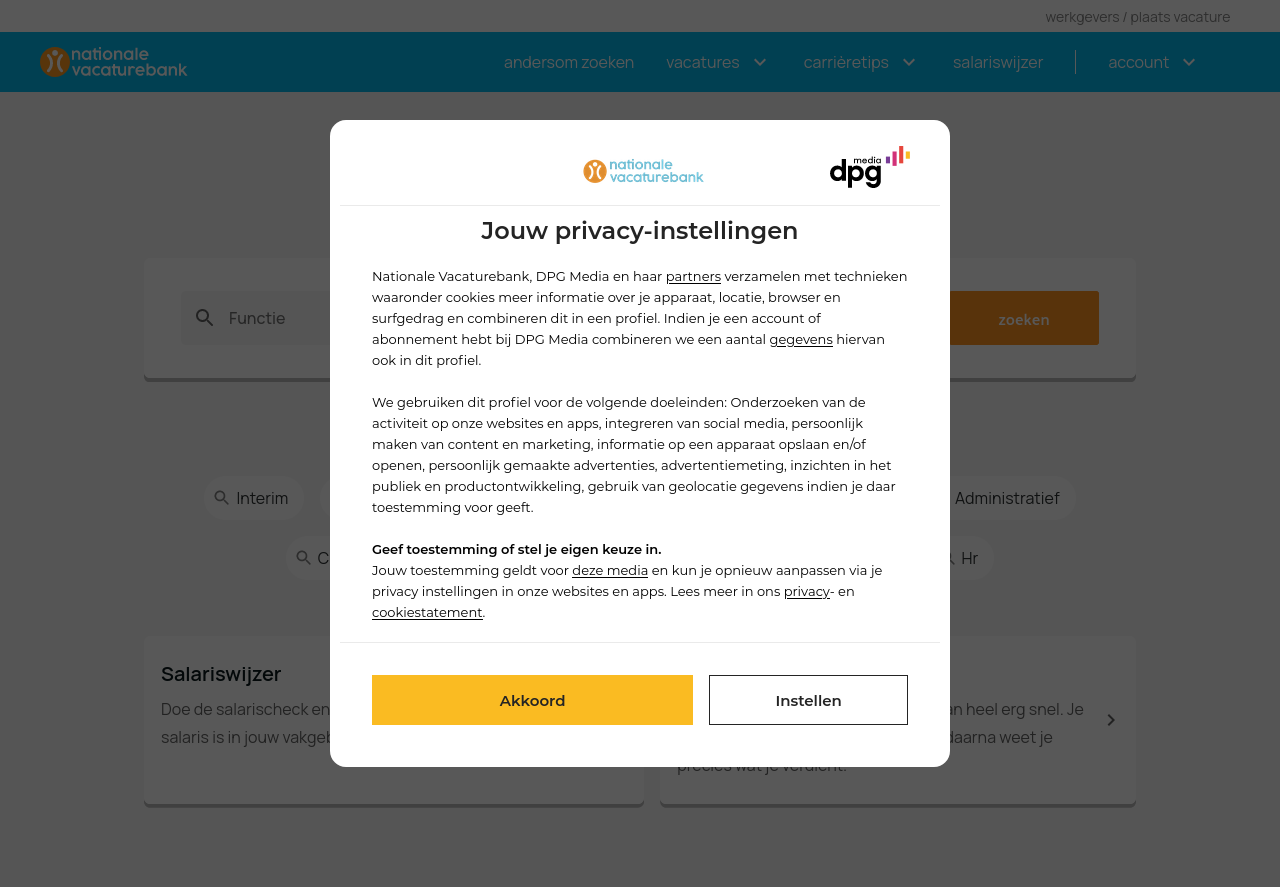 werkgevers / plaats vacature
nationale
vacaturebank
andersom zoeken
vacatures
carrièretips
salariswijzer
account
nationale
vacaturebank
dpg media
Jouw privacy-instellingen
Functie
zoeken
Nationale Vacaturebank, DPG Media en haar partners verzamelen met technieken
waaronder cookies meer informatie over je apparaat, locatie, browser en
surfgedrag en combineren dit in een profiel. Indien je een account of
abonnement hebt bij DPG Media combineren we een aantal gegevens hiervan
ook in dit profiel.
We gebruiken dit profiel voor de volgende doeleinden: Onderzoeken van de
activiteit op onze websites en apps, integreren van social media, persoonlijk
maken van content en marketing, informatie op een apparaat opslaan en/of
openen, persoonlijk gemaakte advertenties, advertentiemeting, inzichten in het
publiek en productontwikkeling, gebruik van geolocatie gegevens indien je daar
toestemming voor geeft.
Interim
Administratief
Hr
Geef toestemming of stel je eigen keuze in.
Jouw toestemming geldt voor deze media en kun je opnieuw aanpassen via je
privacy instellingen in onze websites en apps. Lees meer in ons privacy- en
cookiestatement.
Salariswijzer
Doe de salarischeck en
salaris is in jouw
an heel erg snel. Je
daarna weet je
precies wat je verdient.
Akkoord
Instellen